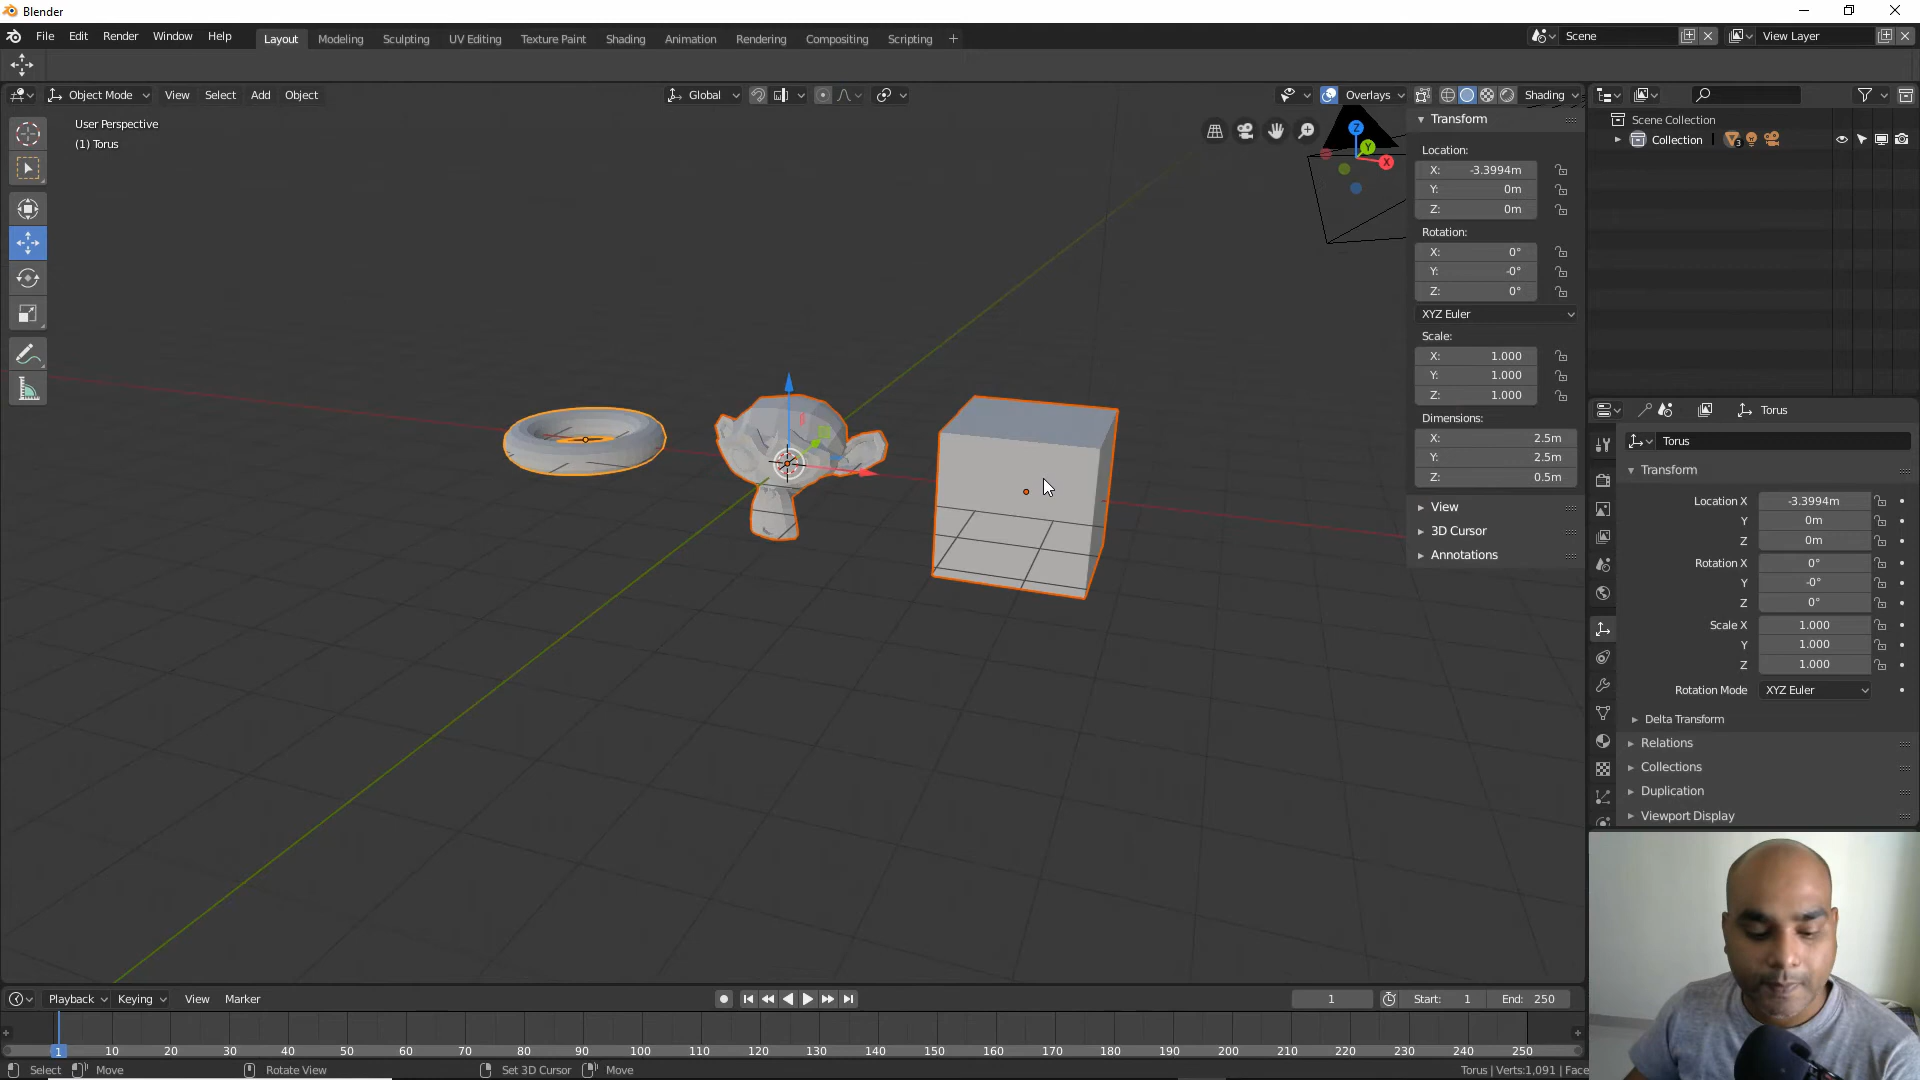 Blender
File Edit Render Window Help
Layout Modeling Sculpting UV Editing Texture Paint Shading Animation Rendering Compositing Scripting +
Scene
View Layer
Object Mode View Select Add Object
Global
Overlays
Shading
User Perspective
(1) Torus
Z
Y
X
Transform
Location:
X: -3.3994m
Y: 0m
Z: 0m
Rotation:
X: 0°
Y: -0°
Z: 0°
XYZ Euler
Scale:
X: 1.000
Y: 1.000
Z: 1.000
Dimensions:
X: 2.5m
Y: 2.5m
Z: 0.5m
View
3D Cursor
Annotations
Scene Collection
Collection
3
Torus
Torus
Transform
Location X -3.3994m
Y 0m
Z 0m
Rotation X 0°
Y -0°
Z 0°
Scale X 1.000
Y 1.000
Z 1.000
Rotation Mode XYZ Euler
Delta Transform
Relations
Collections
Duplication
Viewport Display
Playback Keying View Marker
1
Start: 1
End: 250
1 10 20 30 40 50 60 70 80 90 100 110 120 130 140 150 160 170 180 190 200 210 220 230 240 250
Select Move Rotate View Set 3D Cursor Move
Torus | Verts:1,091 | Face